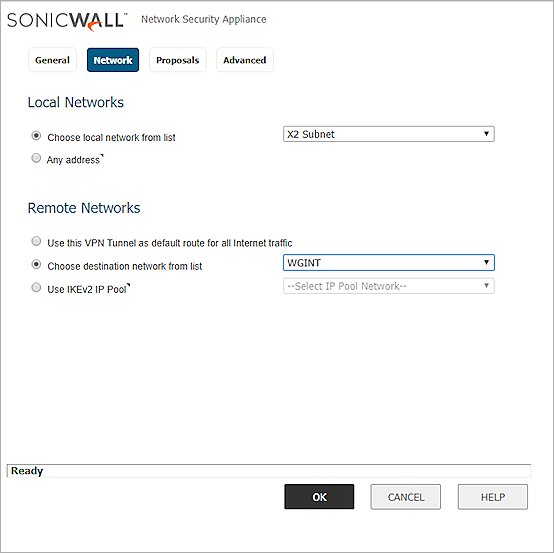 SONICWALL™ Network Security Appliance
General Network Proposals Advanced
Local Networks
Choose local network from list X2 Subnet
Any address
Remote Networks
Use this VPN Tunnel as default route for all Internet traffic
Choose destination network from list WGINT
Use IKEv2 IP Pool --Select IP Pool Network--
Ready
OK CANCEL HELP